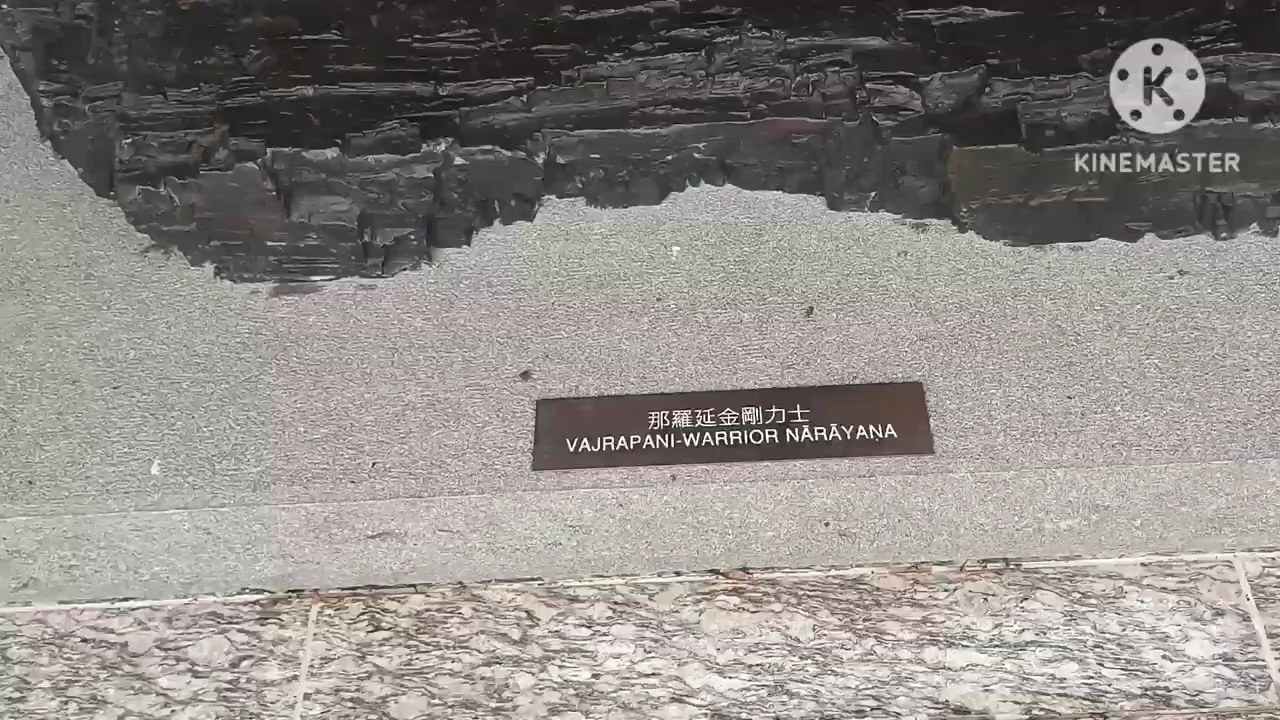 K
KINEMASTER
那羅延金剛力士
VAJRAPANI-WARRIOR NĀRĀYAṆA